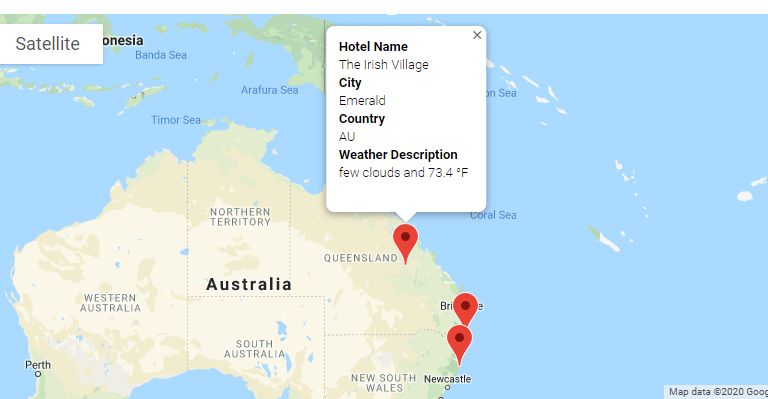 Satellite
onesia
Banda Sea
Arafura Sea
Timor Sea
Hotel Name
The Irish Village
City
Emerald
Country
AU
Weather Description
few clouds and 73.4 °F
on Sea
Coral Sea
NORTHERN
TERRITORY
QUEENSLAND
Australia
WESTERN
AUSTRALIA
Bri
e
SOUTH
AUSTRALIA
Perth
NEW SOUTH
WALES
Newcastle
Map data ©2020 Goog